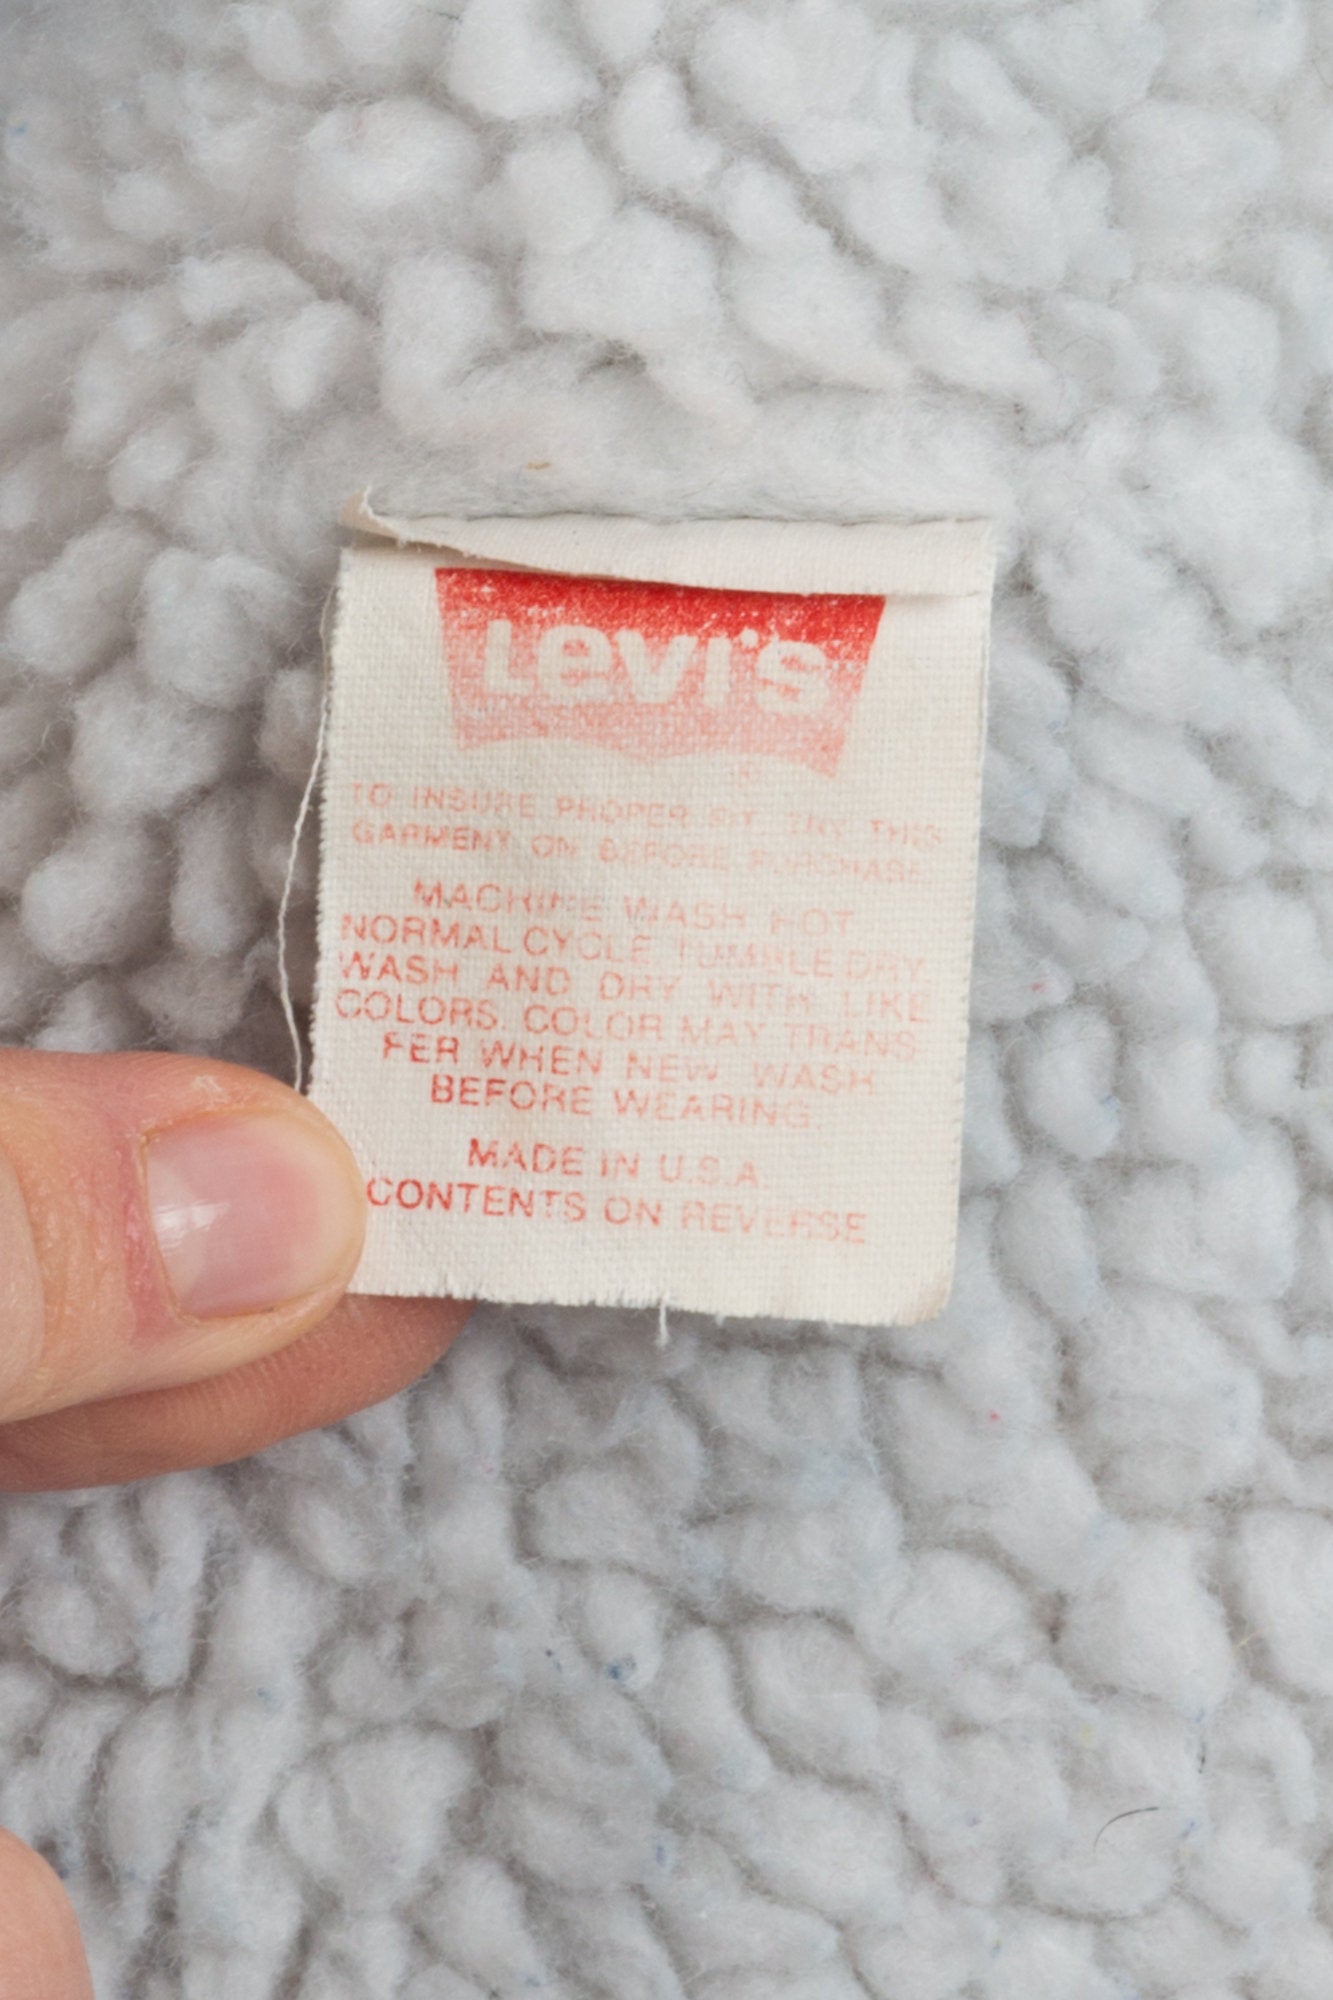 Levi's
®
TO INSURE PROPER FIT, TRY THIS
GARMENT ON BEFORE PURCHASE
MACHINE WASH HOT
NORMAL CYCLE TUMBLE DRY
WASH AND DRY WITH LIKE
COLORS. COLOR MAY TRANS
FER WHEN NEW. WASH
BEFORE WEARING.
MADE IN U.S.A.
CONTENTS ON REVERSE